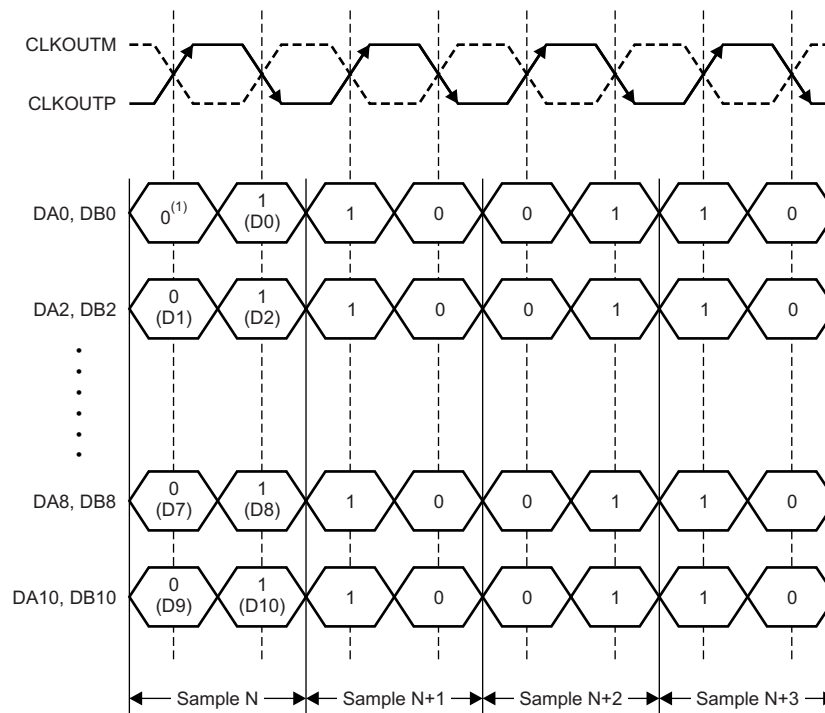 CLKOUTM
CLKOUTP
DA0, DB0 0(1) 1 (D0) 1 0 0 1 1 0
DA2, DB2 0 (D1) 1 (D2) 1 0 0 1 1 0
DA8, DB8 0 (D7) 1 (D8) 1 0 0 1 1 0
DA10, DB10 0 (D9) 1 (D10) 1 0 0 1 1 0
Sample N Sample N+1 Sample N+2 Sample N+3